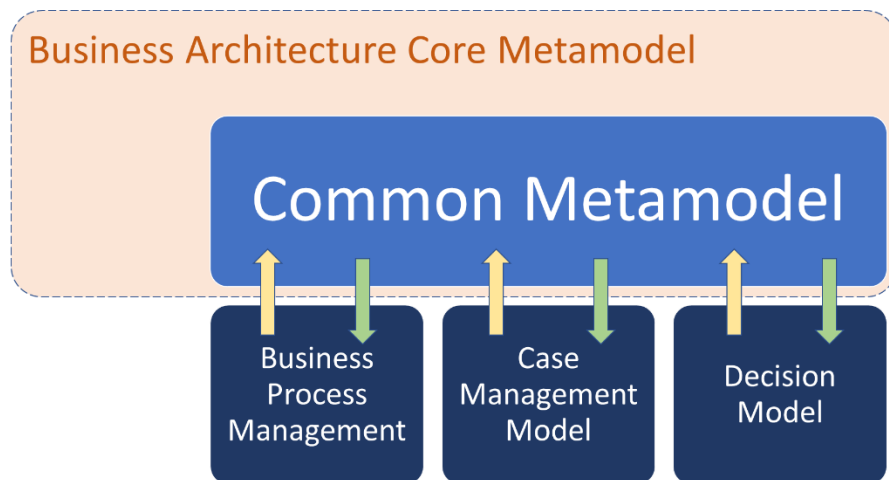 Business Architecture Core Metamodel
Common Metamodel
Business
Process
Management
Case
Management
Model
Decision
Model